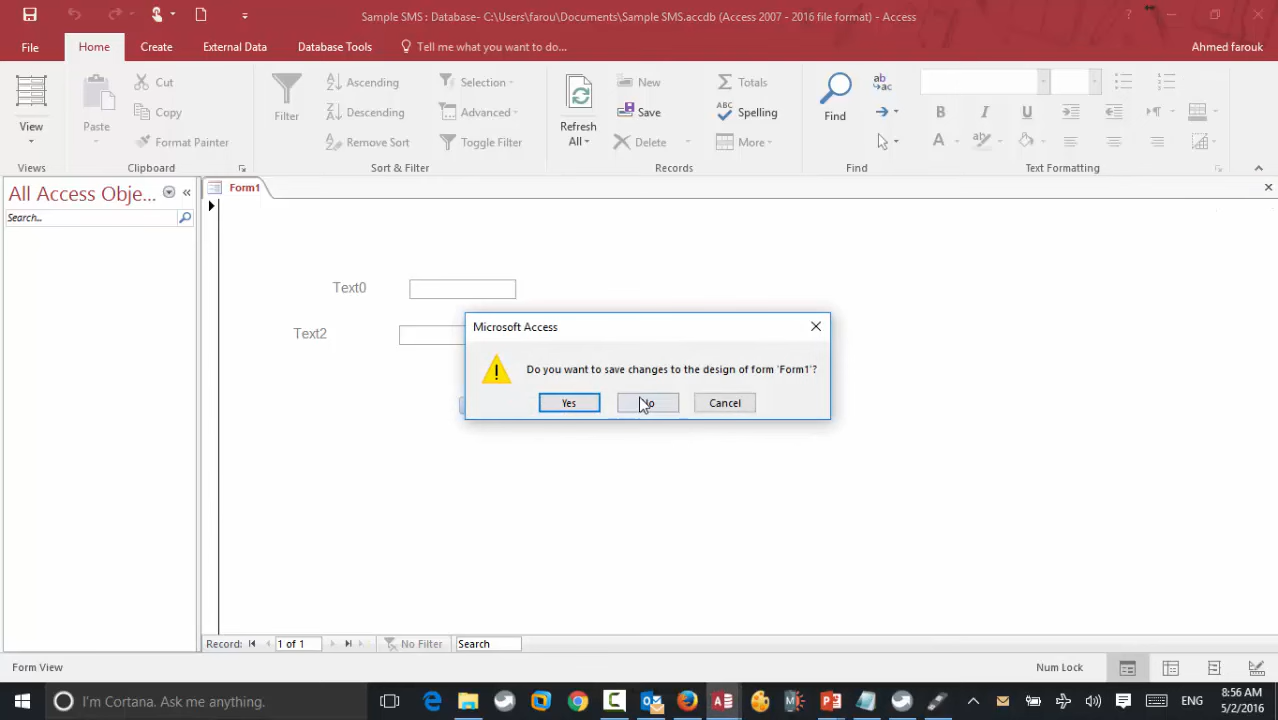 Sample SMS : Database- C:\Users\farou\Documents\Sample SMS.accdb (Access 2007 - 2016 file format) - Access
File Home Create External Data Database Tools Tell me what you want to do... Ahmed farouk
View
Views
Paste
Cut
Copy
Format Painter
Clipboard
Filter
Ascending
Descending
Remove Sort
Selection
Advanced
Toggle Filter
Sort & Filter
Refresh
All
New
Save
Delete
Totals
ABC
Spelling
More
Records
Find
ab
ac
Find
B I U
A ab
Text Formatting
All Access Obje...
Search...
Form1
Text0
Text2
Microsoft Access
Do you want to save changes to the design of form 'Form1'?
Yes
Cancel
Record: 1 of 1 No Filter Search
Form View Num Lock
I'm Cortana. Ask me anything.
ENG
8:56 AM
5/2/2016